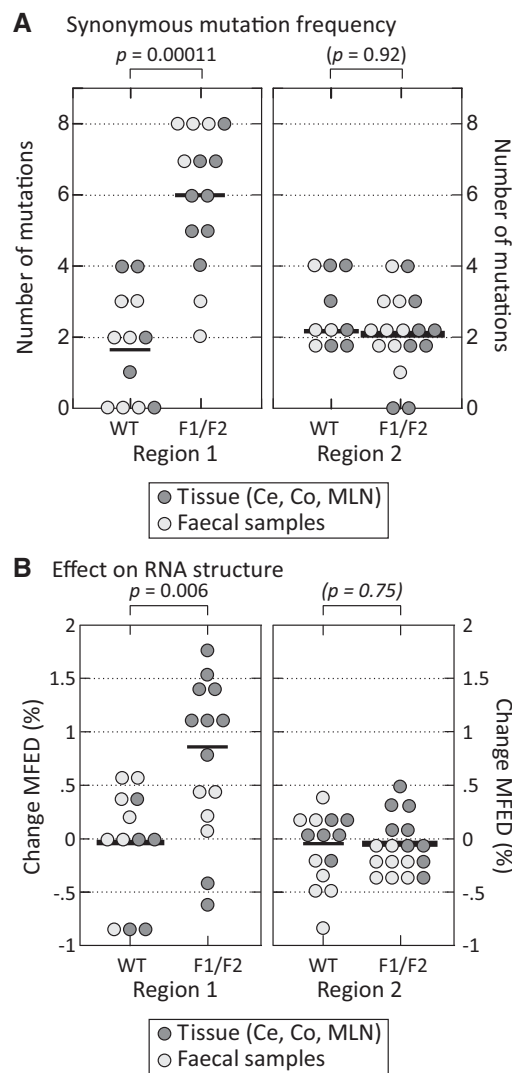 A Synonymous mutation frequency
p = 0.00011 (p = 0.92)
Number of mutations
8
6
4
2
0
8
6
4
2
0
Number of mutations
WT F1/F2 WT F1/F2
Region 1 Region 2
Tissue (Ce, Co, MLN)
Faecal samples
B Effect on RNA structure
p = 0.006 (p = 0.75)
Change MFED (%)
2
1.5
1
.5
0
-.5
-1
2
1.5
1
.5
0
-.5
-1
Change MFED (%)
WT F1/F2 WT F1/F2
Region 1 Region 2
Tissue (Ce, Co, MLN)
Faecal samples